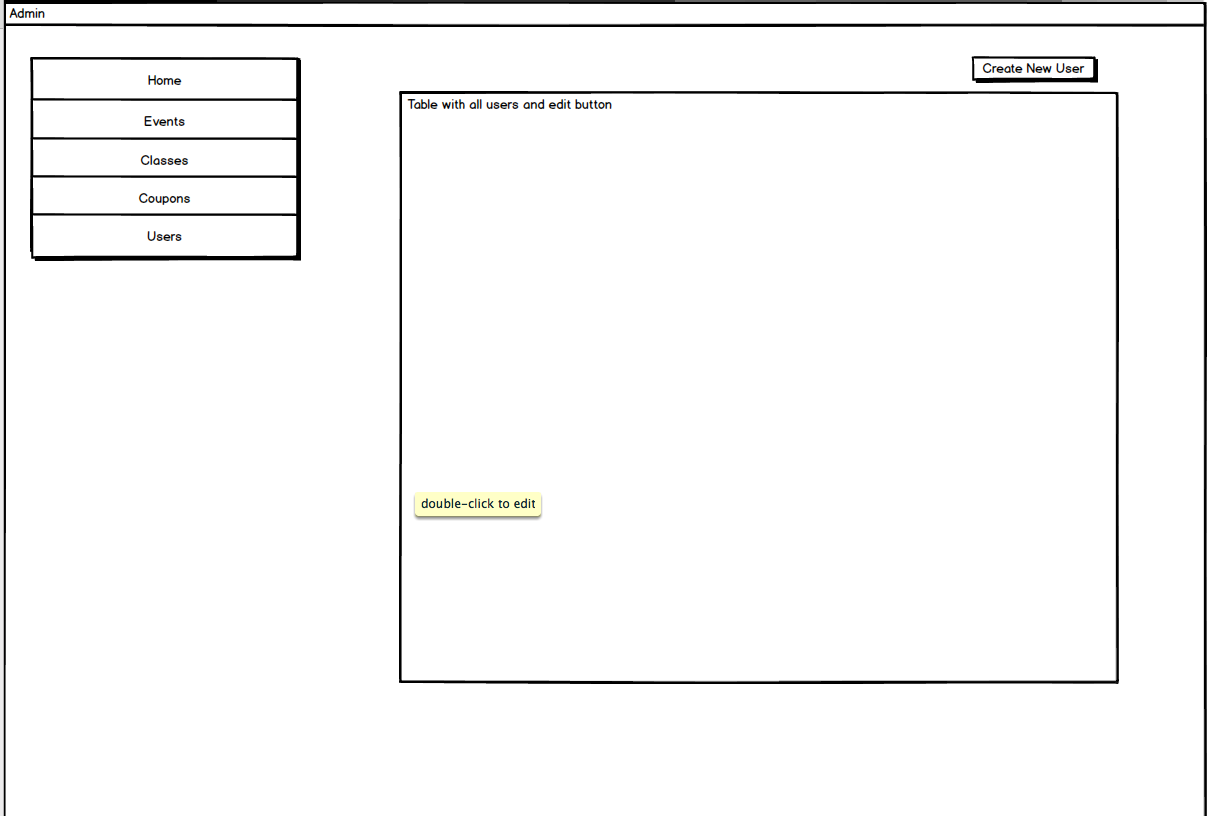 Admin
Home
Events
Classes
Coupons
Users
Create New User
Table with all users and edit button
double-click to edit